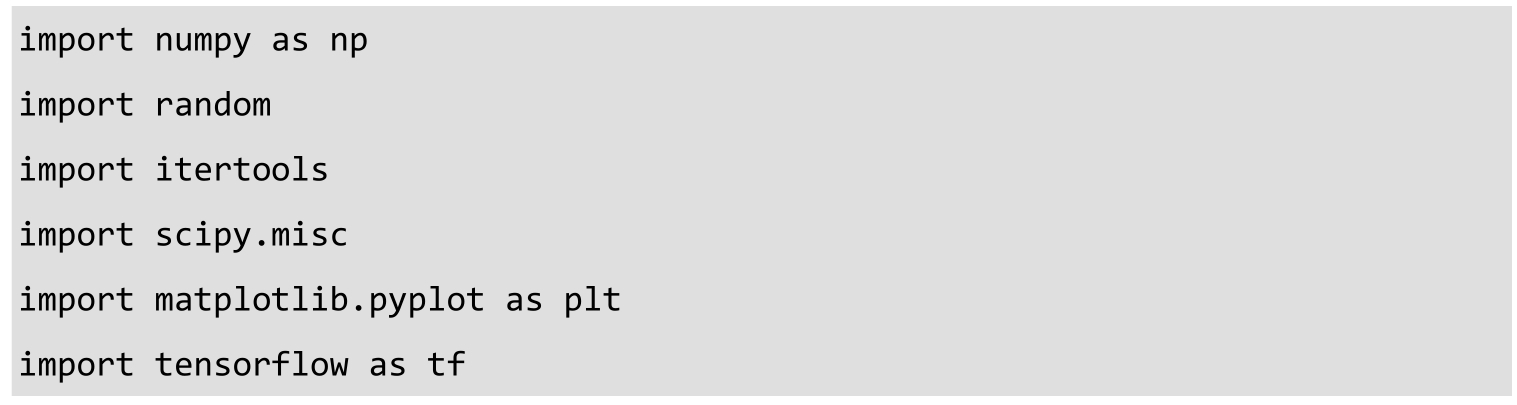 import numpy as np
import random
import itertools
import scipy.misc
import matplotlib.pyplot as plt
import tensorflow as tf